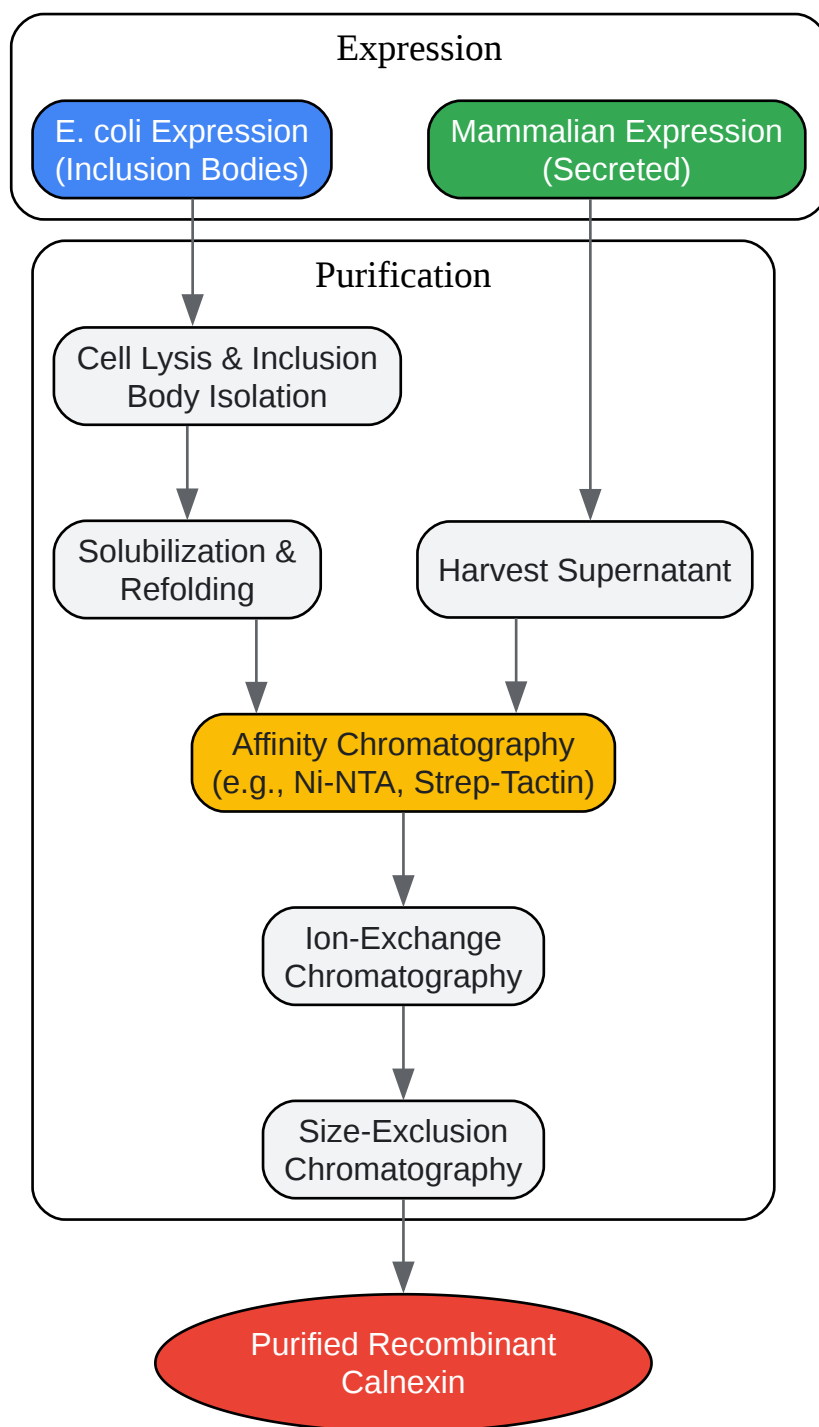 Expression
E. coli Expression
(Inclusion Bodies)
Mammalian Expression
(Secreted)
Purification
Cell Lysis & Inclusion
Body Isolation
Solubilization &
Refolding
Harvest Supernatant
Affinity Chromatography
(e.g., Ni-NTA, Strep-Tactin)
Ion-Exchange
Chromatography
Size-Exclusion
Chromatography
Purified Recombinant
Calnexin